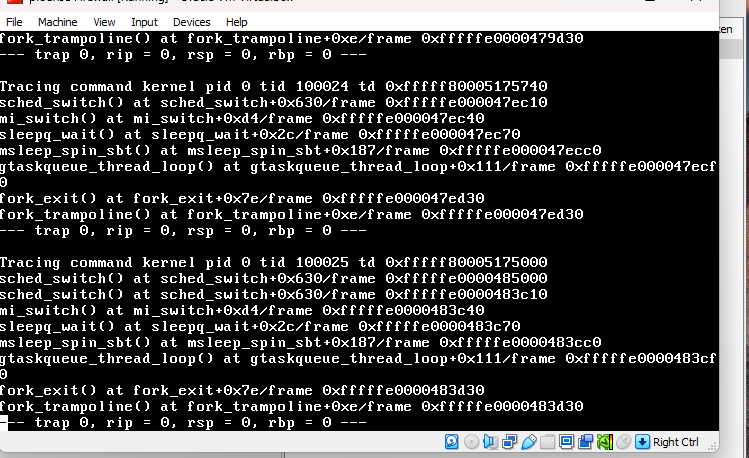 File Machine View Input Devices Help
fork_trampoline() at fork_trampoline+0xe/frame 0xfffffe0000479d30
--- trap 0, rip = 0, rsp = 0, rbp = 0 ---
Tracing command kernel pid 0 tid 100024 td 0xfffff80005175740
sched_switch() at sched_switch+0x630/frame 0xfffffe000047ec10
mi_switch() at mi_switch+0xd4/frame 0xfffffe000047ec40
sleepq_wait() at sleepq_wait+0x2c/frame 0xfffffe000047ec70
msleep_spin_sbt() at msleep_spin_sbt+0x187/frame 0xfffffe000047ecc0
gtaskqueue_thread_loop() at gtaskqueue_thread_loop+0x111/frame 0xfffffe000047ecf
0
fork_exit() at fork_exit+0x7e/frame 0xfffffe000047ed30
fork_trampoline() at fork_trampoline+0xe/frame 0xfffffe000047ed30
--- trap 0, rip = 0, rsp = 0, rbp = 0 ---
Tracing command kernel pid 0 tid 100025 td 0xfffff80005175000
sched_switch() at sched_switch+0x630/frame 0xfffffe0000485000
sched_switch() at sched_switch+0x630/frame 0xfffffe0000483c10
mi_switch() at mi_switch+0xd4/frame 0xfffffe0000483c40
sleepq_wait() at sleepq_wait+0x2c/frame 0xfffffe0000483c70
msleep_spin_sbt() at msleep_spin_sbt+0x187/frame 0xfffffe0000483cc0
gtaskqueue_thread_loop() at gtaskqueue_thread_loop+0x111/frame 0xfffffe0000483cf
0
fork_exit() at fork_exit+0x7e/frame 0xfffffe0000483d30
fork_trampoline() at fork_trampoline+0xe/frame 0xfffffe0000483d30
--- trap 0, rip = 0, rsp = 0, rbp = 0 ---
Right Ctrl